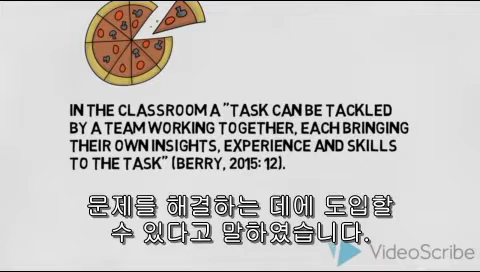 IN THE CLASSROOM A "TASK CAN BE TACKLED
BY A TEAM WORKING TOGETHER, EACH BRINGING
THEIR OWN INSIGHTS, EXPERIENCE AND SKILLS
TO THE TASK" (BERRY, 2015: 12).
문제를 해결하는 데에 도입할
수 있다고 말하였습니다.
VideoScribe